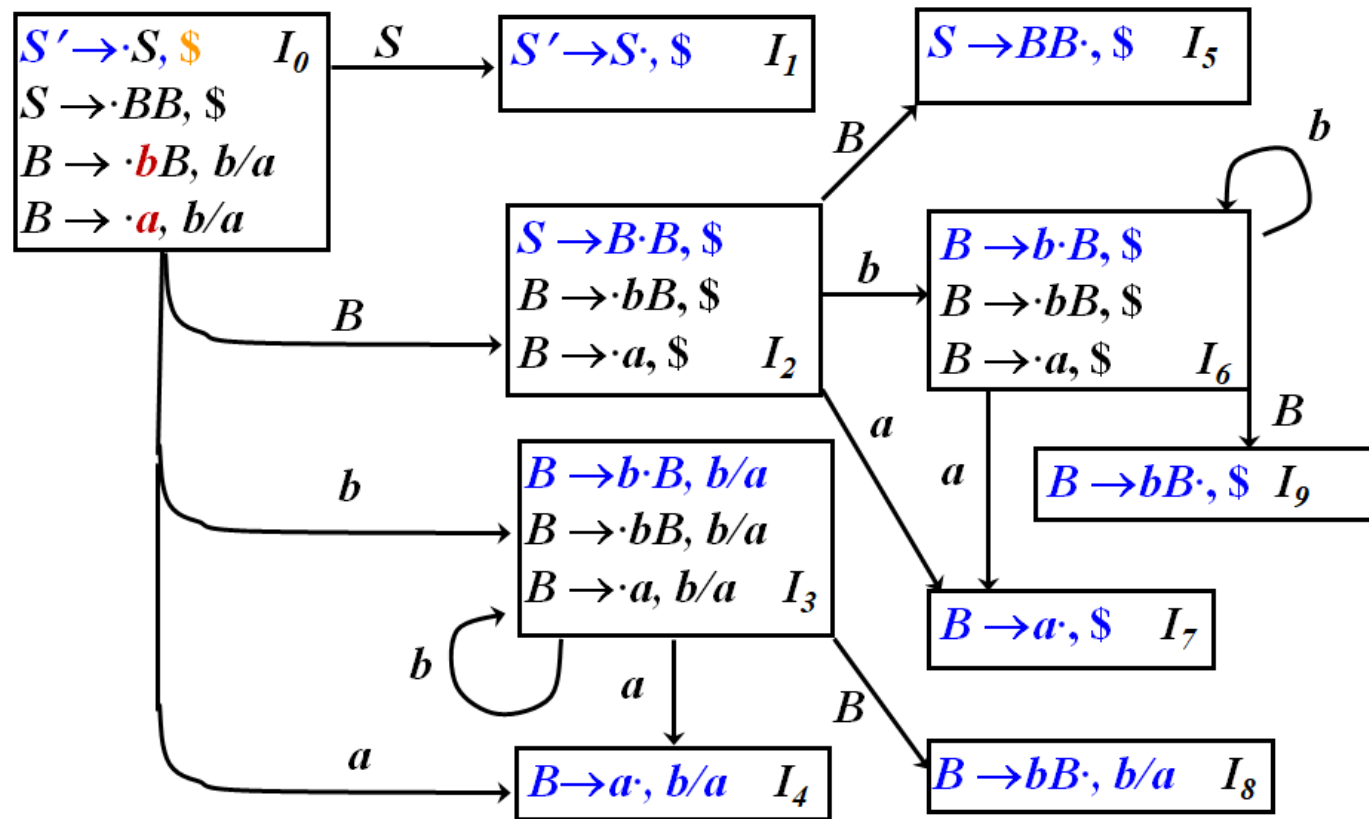 S′→·S, $ I₀
S→·BB, $
B→ ·bB, b/a
B→ ·a, b/a
S
S′→S·, $ I₁
S→BB·, $ I₅
B
b
B
S→B·B, $
B→·bB, $
B→·a, $ I₂
b
B→b·B, $
B→·bB, $
B→·a, $ I₆
a
a
B
B→bB·, $ I₉
b
B→b·B, b/a
B→·bB, b/a
B→·a, b/a I₃
B→a·, $ I₇
b
a
B
a
B→a·, b/a I₄
B→bB·, b/a I₈